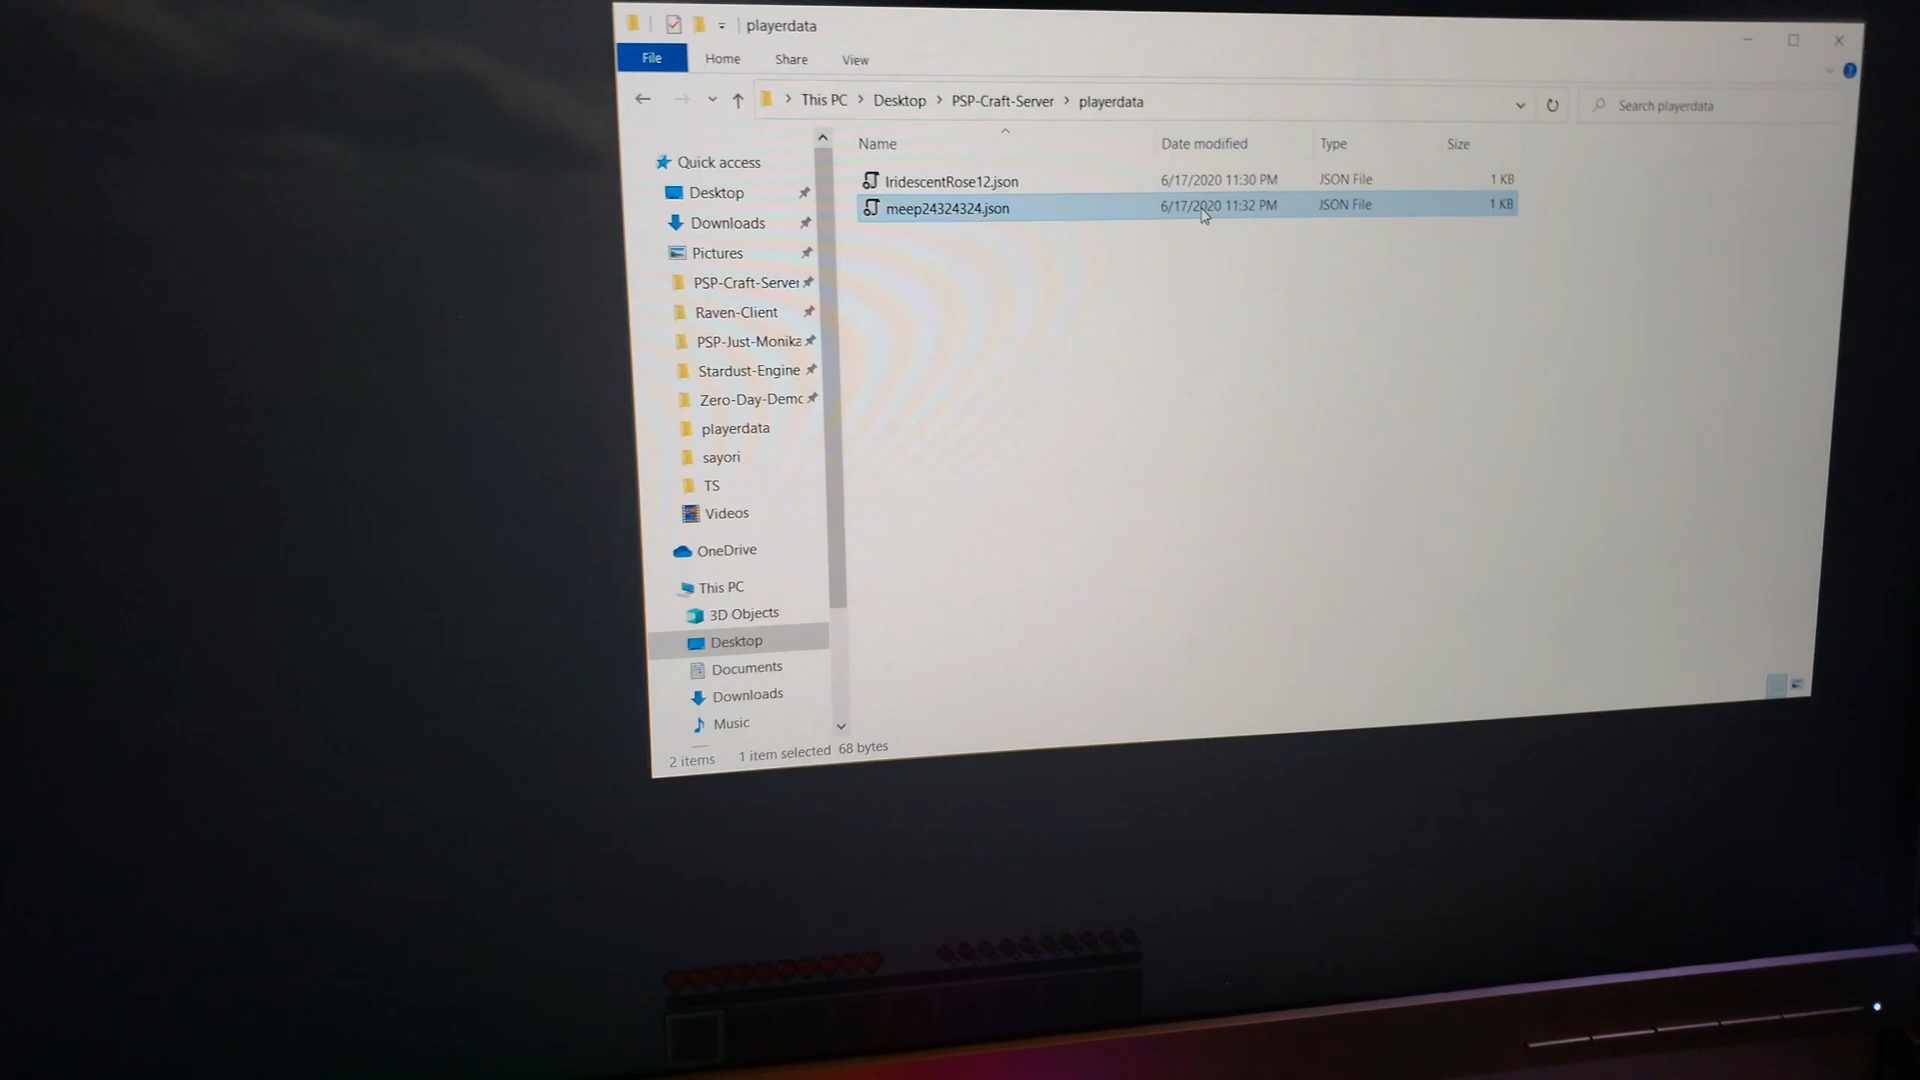 playerdata
File Home Share View
This PC > Desktop > PSP-Craft-Server > playerdata
Search playerdata
Name Date modified Type Size
IridescentRose12.json 6/17/2020 11:30 PM JSON File 1 KB
meep24324324.json 6/17/2020 11:32 PM JSON File 1 KB
Quick access
Desktop
Downloads
Pictures
PSP-Craft-Server
Raven-Client
PSP-Just-Monika
Stardust-Engine
Zero-Day-Demo
playerdata
sayori
TS
Videos
OneDrive
This PC
3D Objects
Desktop
Documents
Downloads
Music
2 items 1 item selected 68 bytes